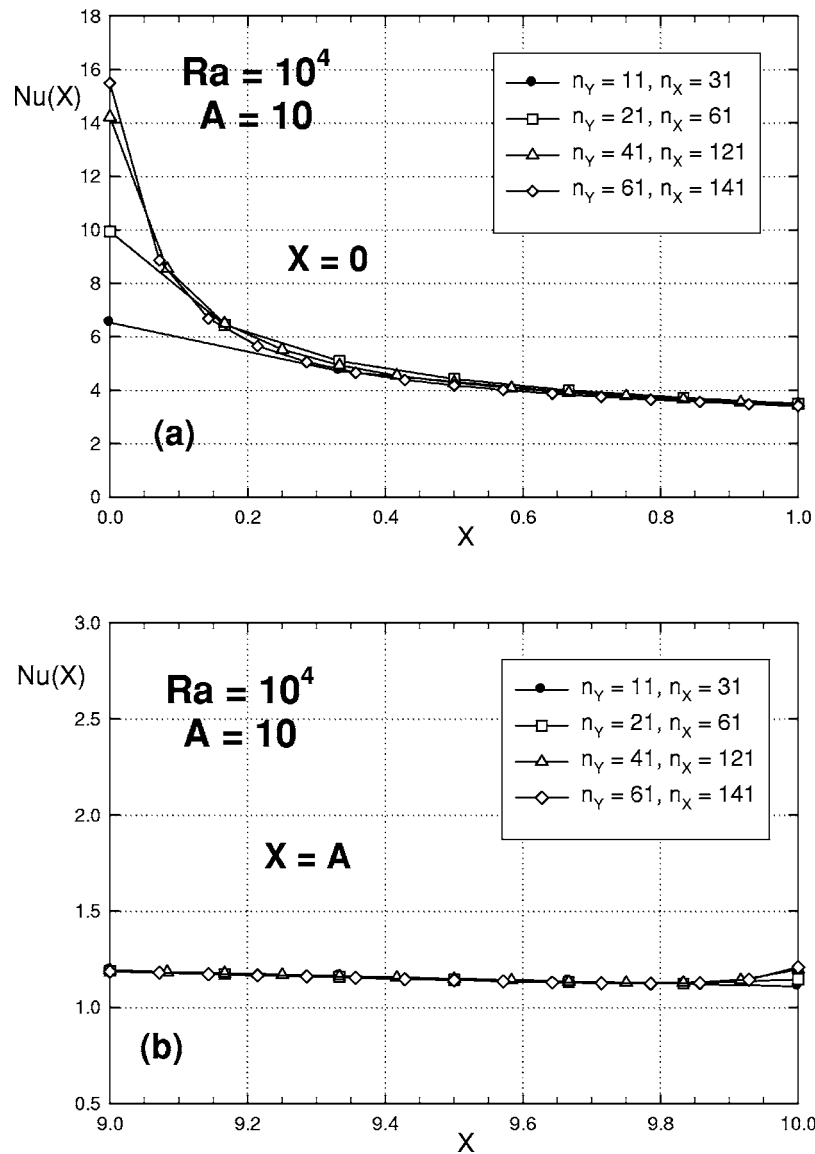 18
16
14
12
10
8
6
4
2
0
Nu(X)
Ra = 10⁴
A = 10
X = 0
(a)
n_Y = 11, n_X = 31
n_Y = 21, n_X = 61
n_Y = 41, n_X = 121
n_Y = 61, n_X = 141
0.0 0.2 0.4 0.6 0.8 1.0
X
3.0
2.5
2.0
1.5
1.0
0.5
Nu(X)
Ra = 10⁴
A = 10
X = A
(b)
n_Y = 11, n_X = 31
n_Y = 21, n_X = 61
n_Y = 41, n_X = 121
n_Y = 61, n_X = 141
9.0 9.2 9.4 9.6 9.8 10.0
X